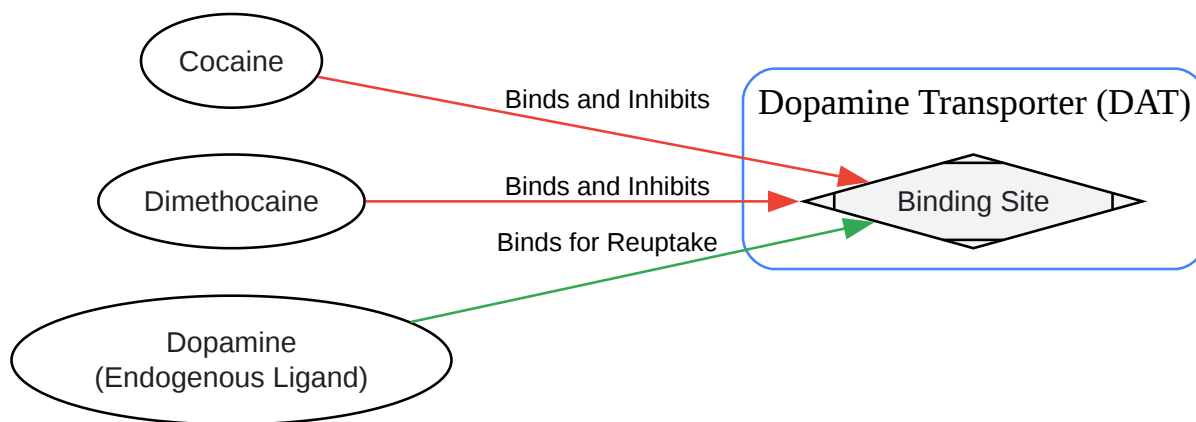 Cocaine
Binds and Inhibits
Dopamine Transporter (DAT)
Dimethocaine
Binds and Inhibits
Binding Site
Binds for Reuptake
Dopamine
(Endogenous Ligand)